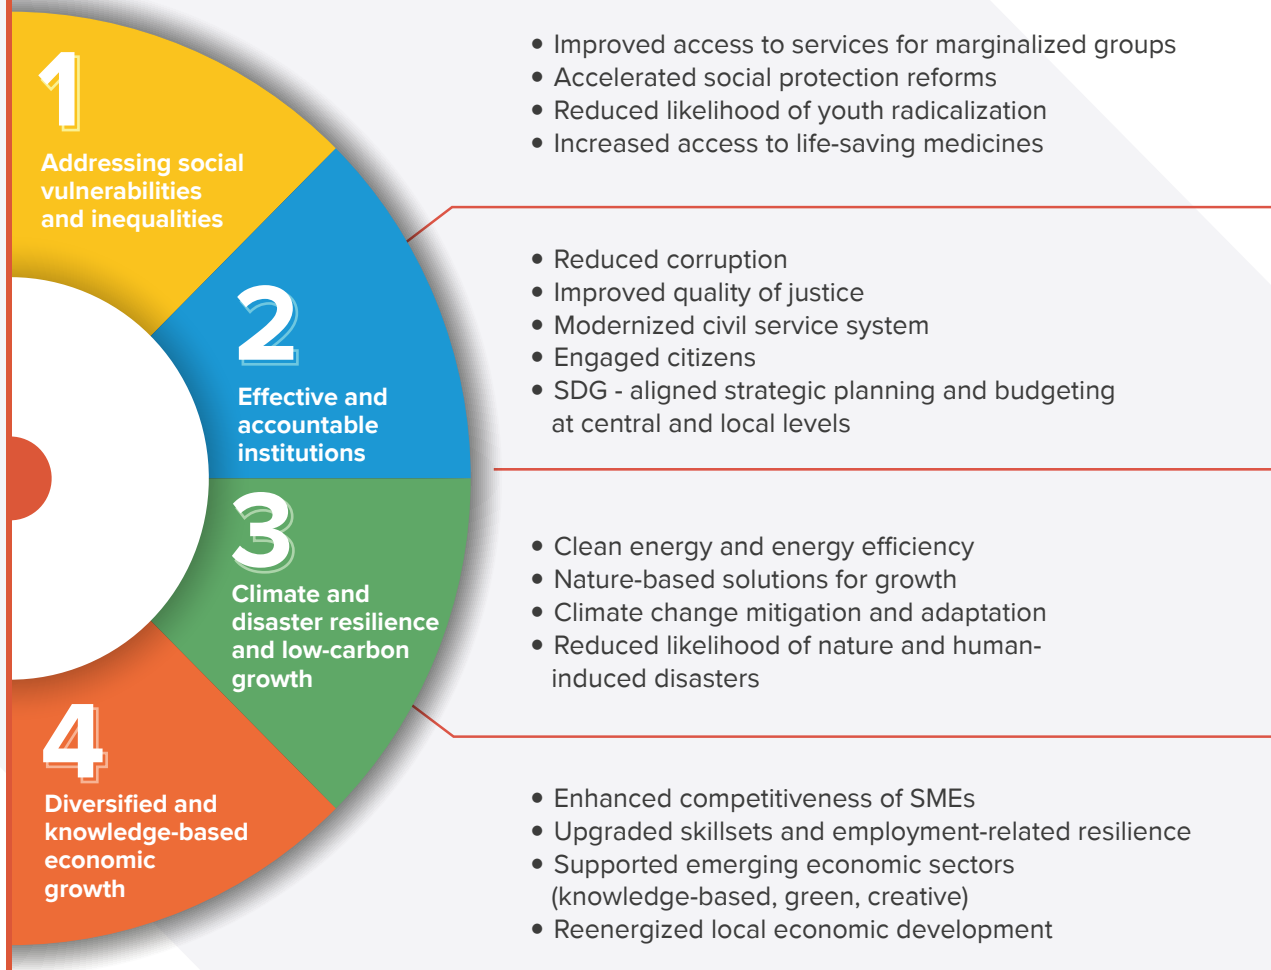 1
Addressing social
vulnerabilities
and inequalities
• Improved access to services for marginalized groups
• Accelerated social protection reforms
• Reduced likelihood of youth radicalization
• Increased access to life-saving medicines
2
Effective and
accountable
institutions
• Reduced corruption
• Improved quality of justice
• Modernized civil service system
• Engaged citizens
• SDG - aligned strategic planning and budgeting
at central and local levels
3
Climate and
disaster resilience
and low-carbon
growth
• Clean energy and energy efficiency
• Nature-based solutions for growth
• Climate change mitigation and adaptation
• Reduced likelihood of nature and human-
induced disasters
4
Diversified and
knowledge-based
economic
growth
• Enhanced competitiveness of SMEs
• Upgraded skillsets and employment-related resilience
• Supported emerging economic sectors
(knowledge-based, green, creative)
• Reenergized local economic development